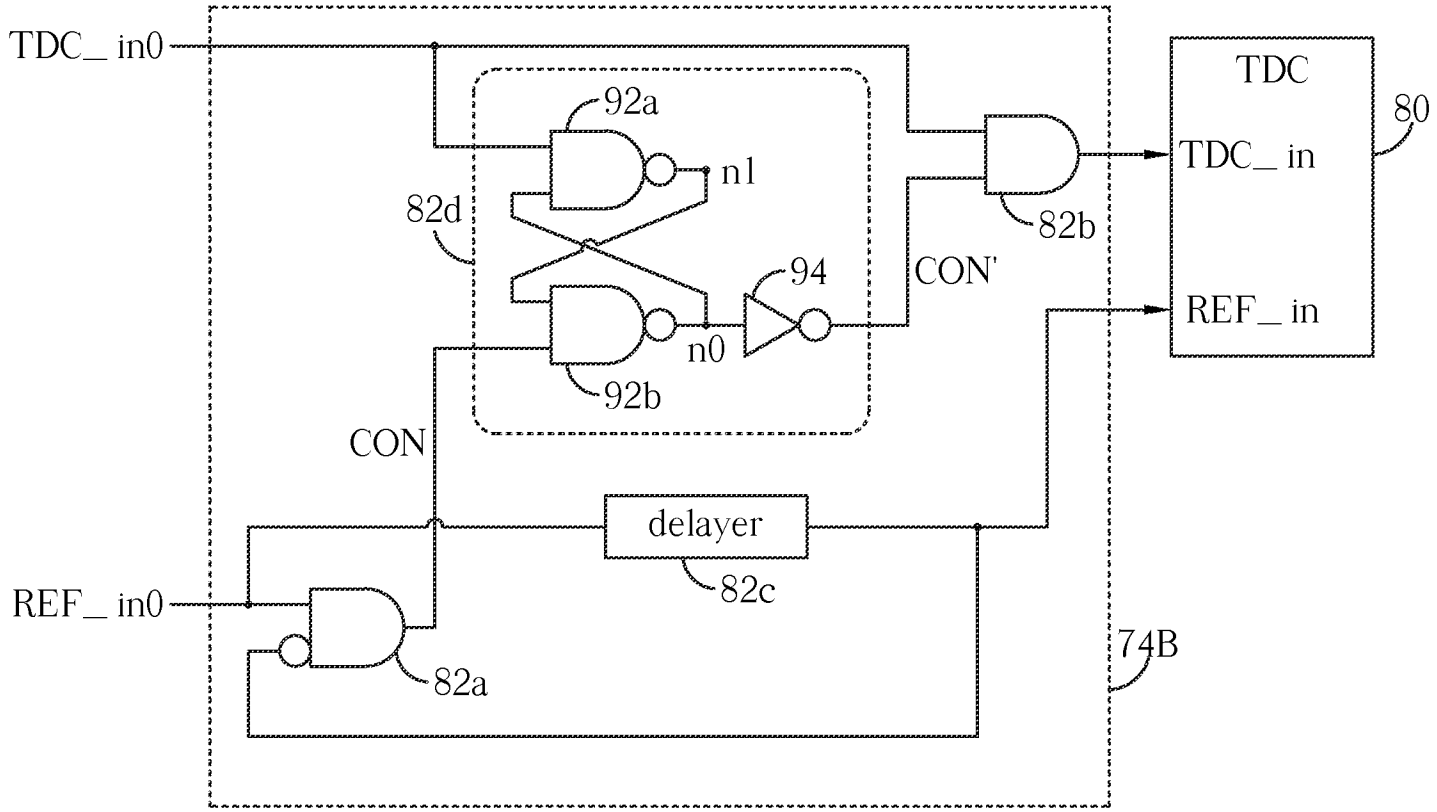 TDC_ in0
TDC
92a
80
TDC_ in
n1
82d
82b
94
CON'
REF_ in
n0
92b
CON
delayer
82c
REF_ in0
74B
82a